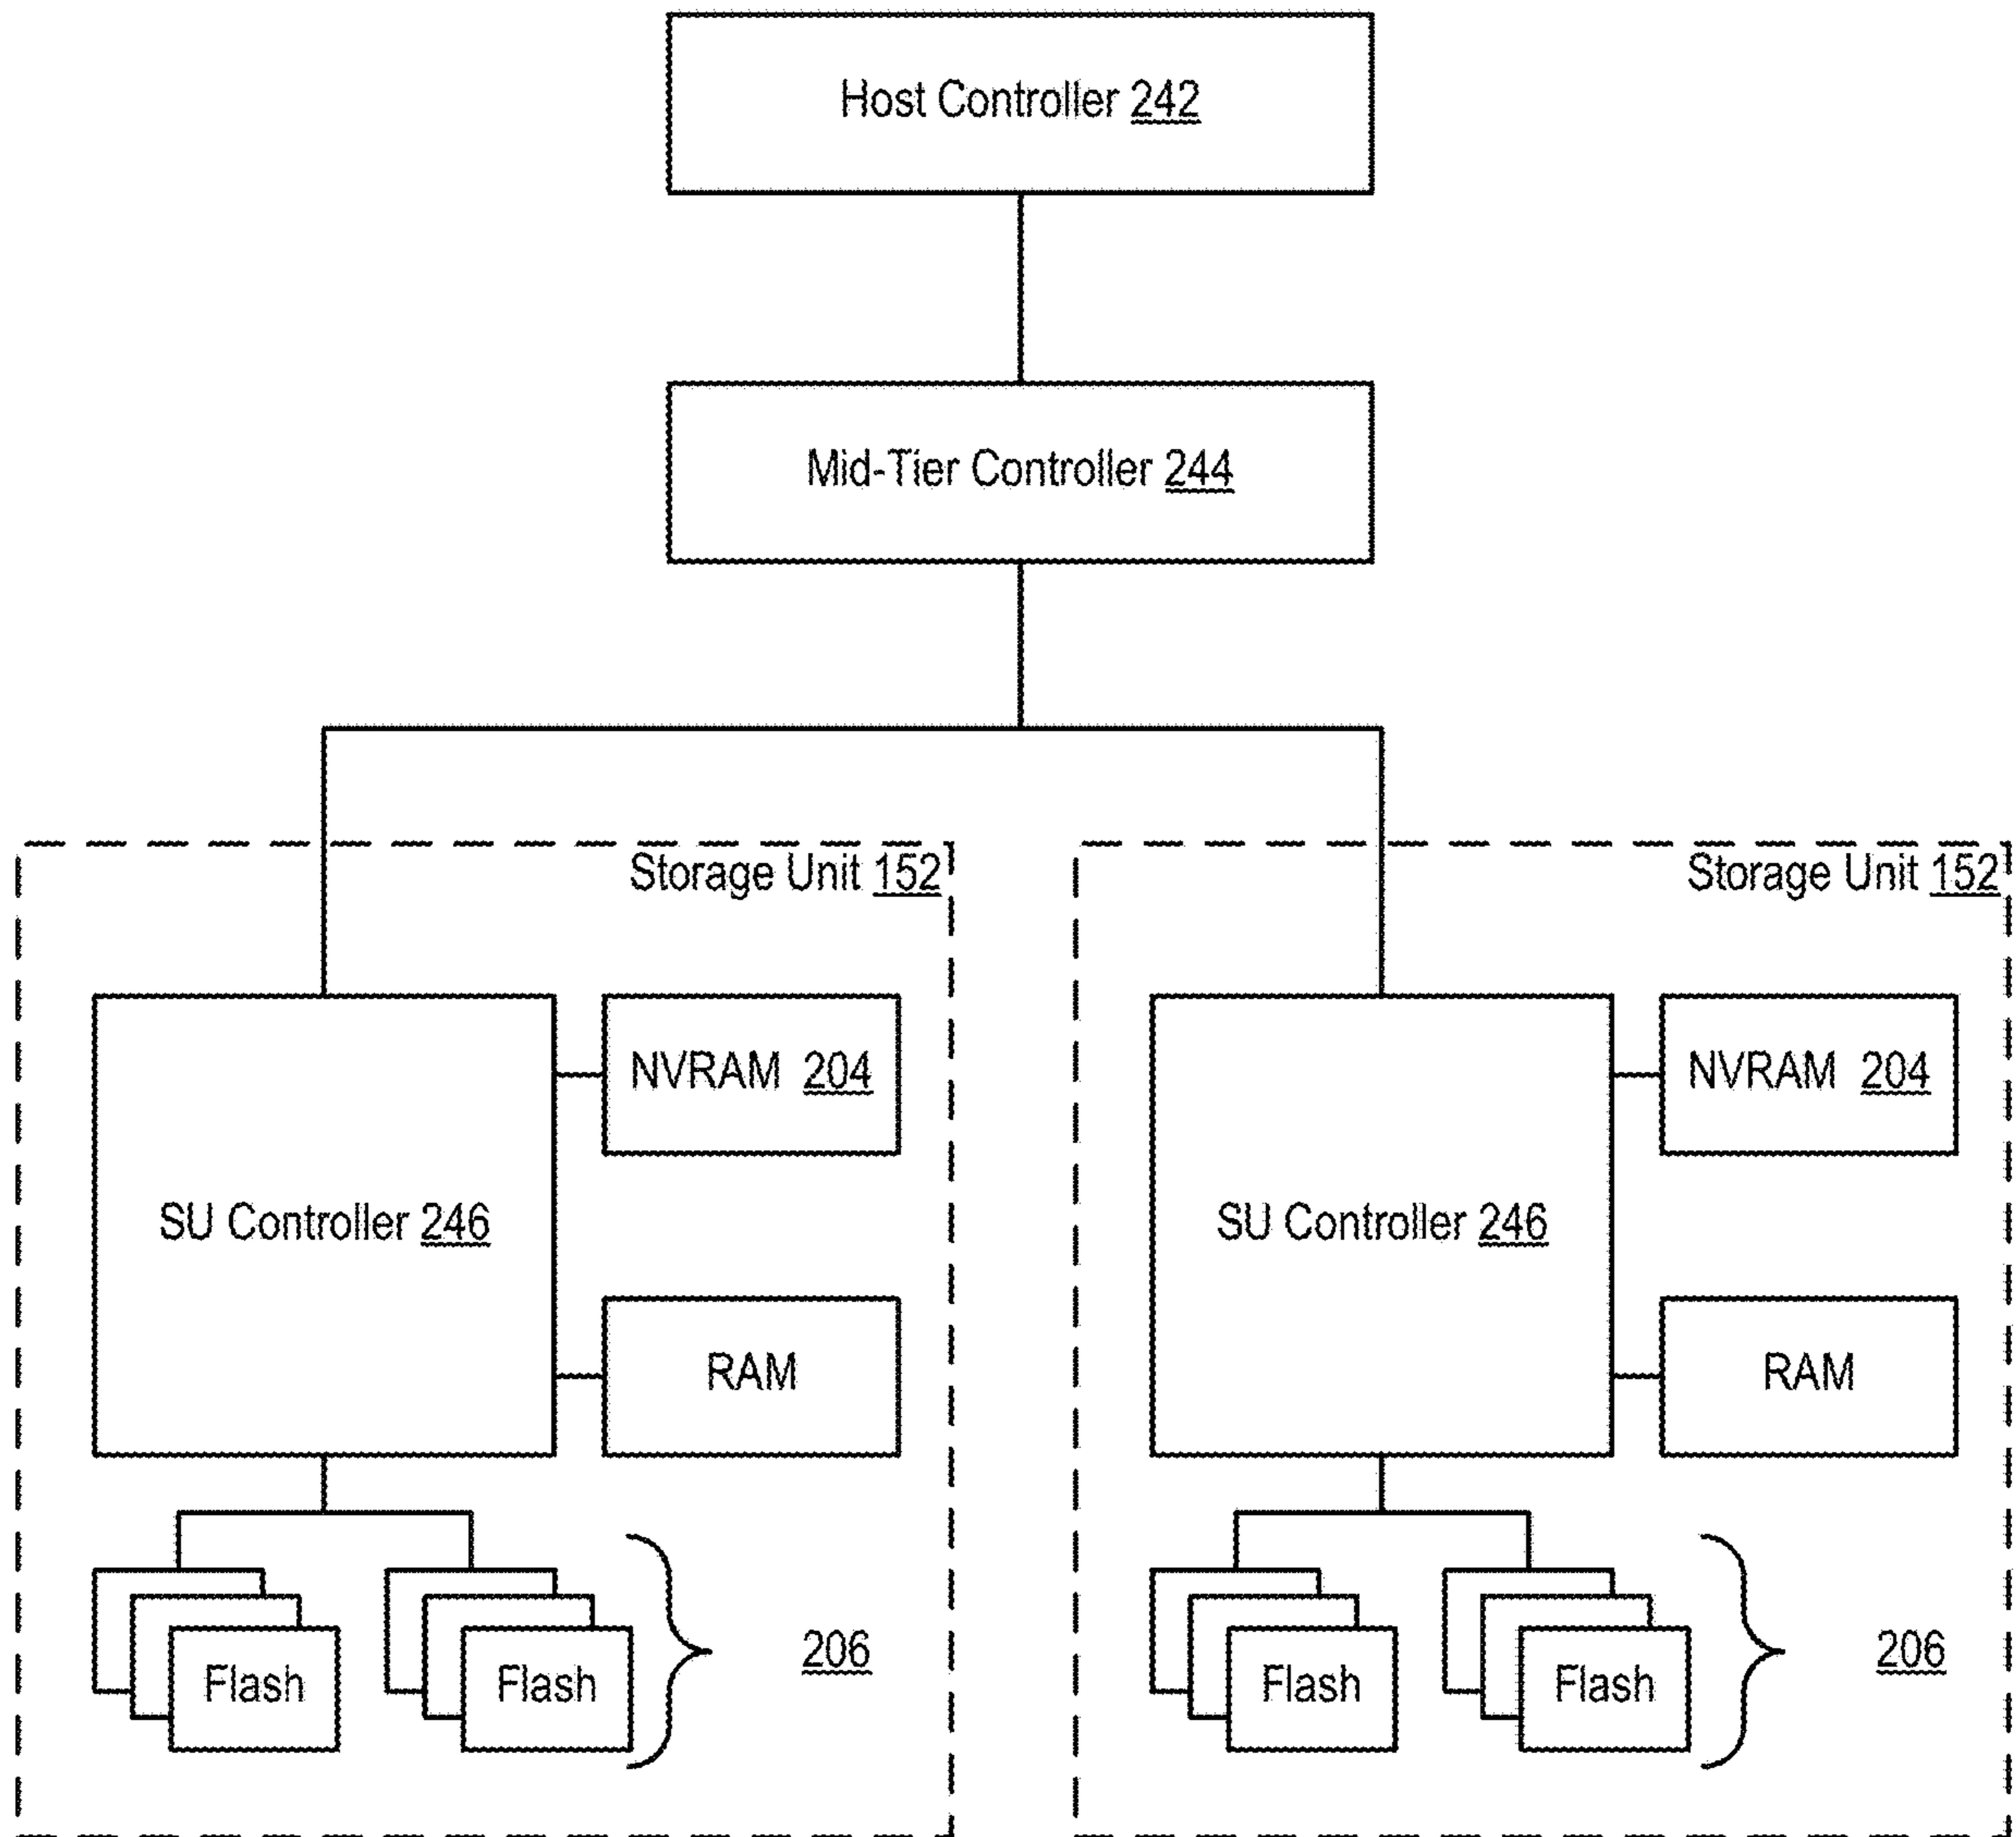 Host Controller 242
Mid-Tier Controller 244
Storage Unit 152
Storage Unit 152
NVRAM 204
NVRAM 204
SU Controller 246
SU Controller 246
RAM
RAM
206
206
Flash
Flash
Flash
Flash